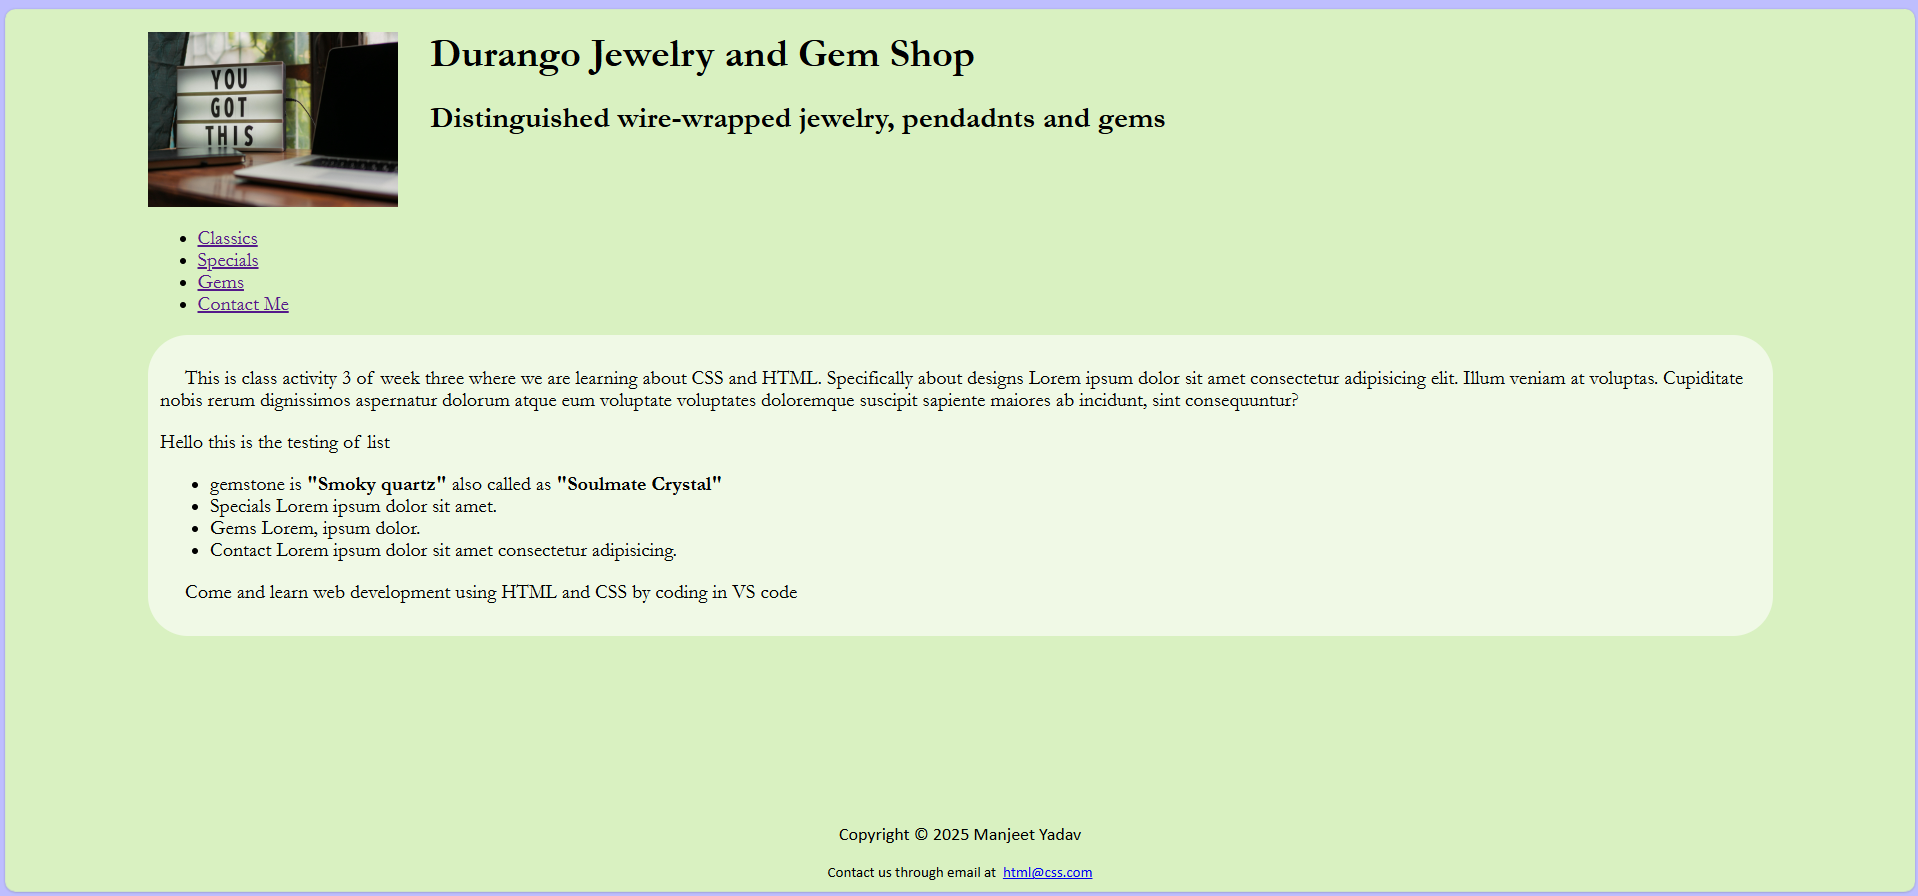 YOU
GOT
THIS
Durango Jewelry and Gem Shop
Distinguished wire-wrapped jewelry, pendadnts and gems
Classics
Specials
Gems
Contact Me
This is class activity 3 of week three where we are learning about CSS and HTML. Specifically about designs Lorem ipsum dolor sit amet consectetur adipisicing elit. Illum veniam at voluptas. Cupiditate
nobis rerum dignissimos aspernatur dolorum atque eum voluptate voluptates doloremque suscipit sapiente maiores ab incidunt, sint consequuntur?
Hello this is the testing of list
gemstone is "Smoky quartz" also called as "Soulmate Crystal"
Specials Lorem ipsum dolor sit amet.
Gems Lorem, ipsum dolor.
Contact Lorem ipsum dolor sit amet consectetur adipisicing.
Come and learn web development using HTML and CSS by coding in VS code
Copyright © 2025 Manjeet Yadav
Contact us through email at html@css.com